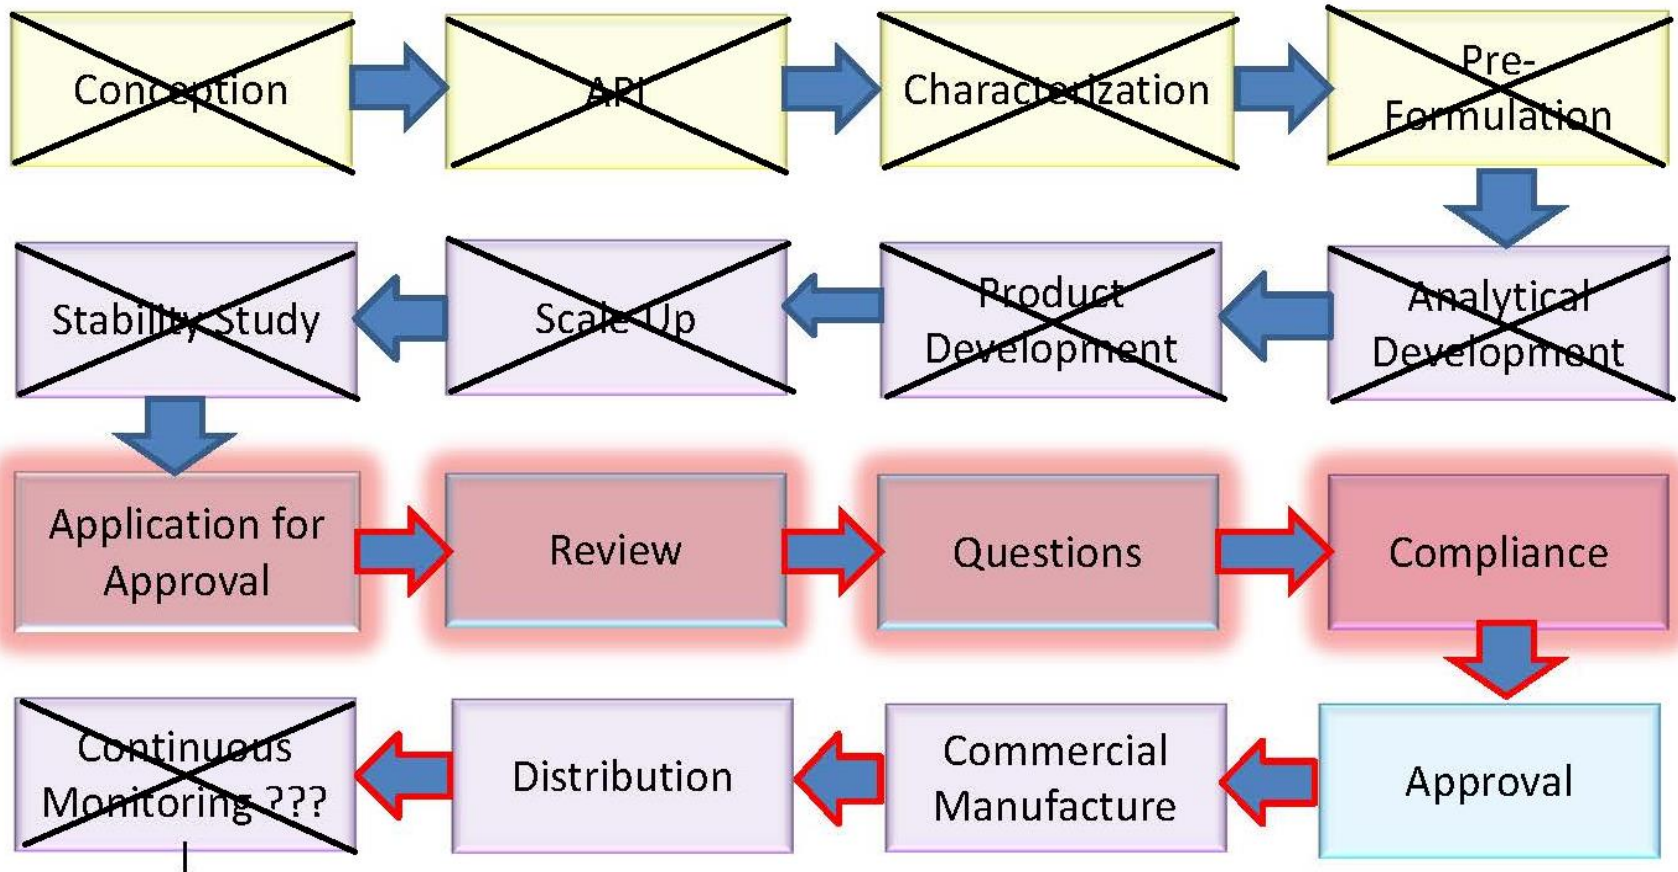 Conception
API
Characterization
Pre-
Formulation
Stability Study
Scale Up
Product
Development
Analytical
Development
Application for
Approval
Review
Questions
Compliance
Continuous
Monitoring ???
Distribution
Commercial
Manufacture
Approval